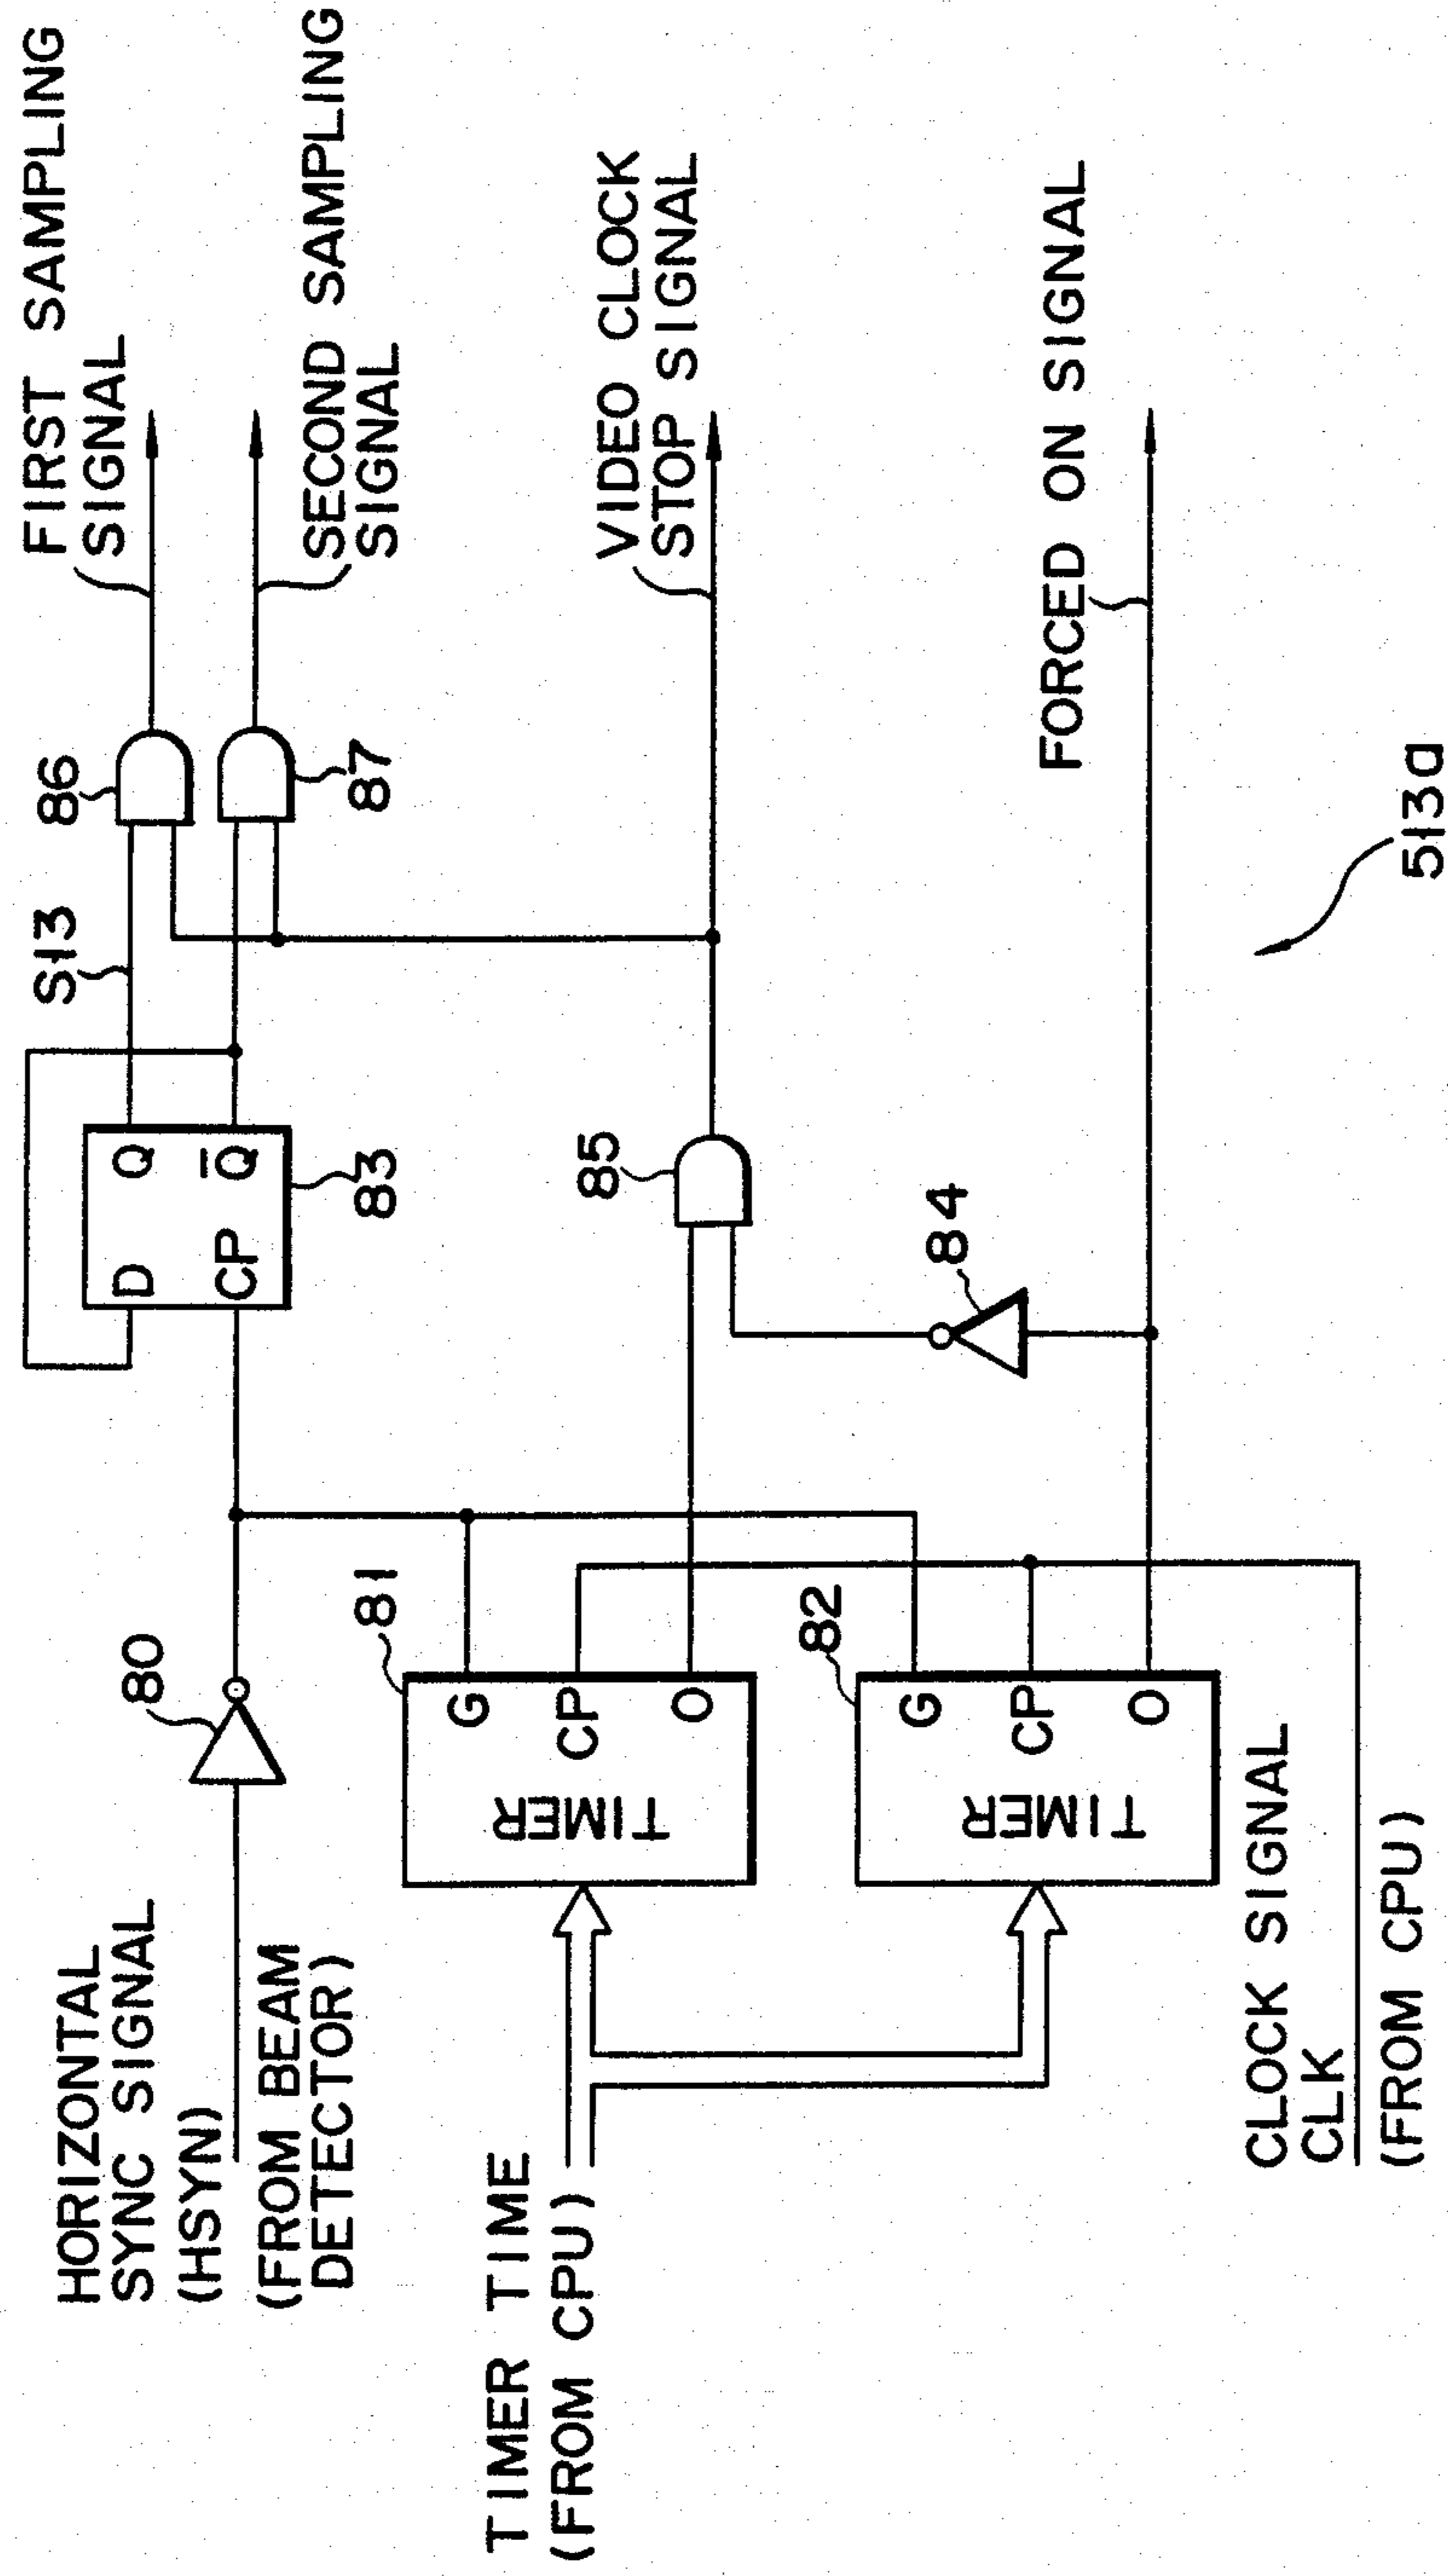 HORIZONTAL
SYNC SIGNAL
(HSYN)
(FROM BEAM
DETECTOR)
80
TIMER TIME
(FROM CPU)
TIMER
G
CP
O
81
TIMER
G
CP
O
82
CLOCK SIGNAL
CLK
(FROM CPU)
D
CP
Q
Q̅
83
S13
84
85
86
87
FIRST SAMPLING
SIGNAL
SECOND SAMPLING
SIGNAL
VIDEO CLOCK
STOP SIGNAL
FORCED ON SIGNAL
513a